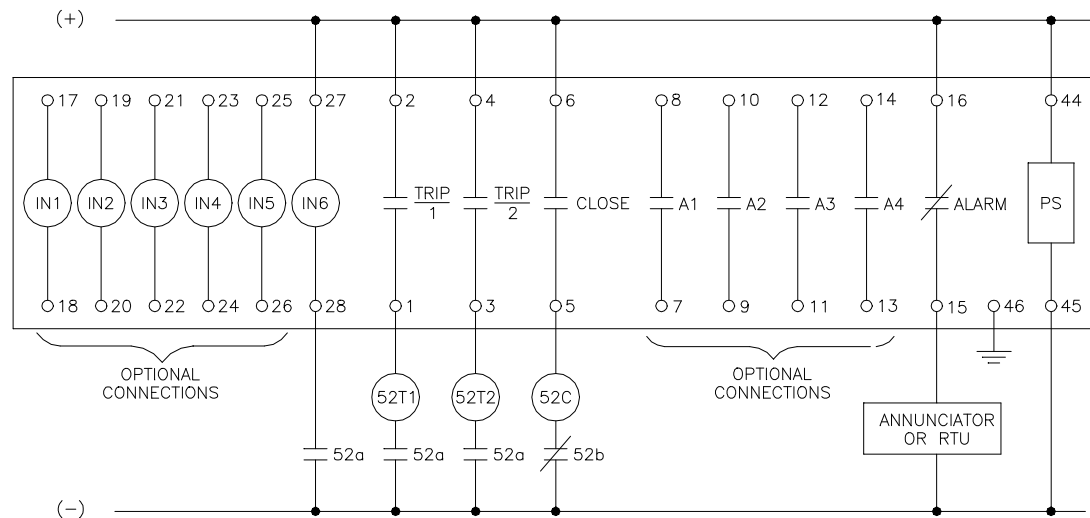 (+)
17 19 21 23 25 27 2 4 6 8 10 12 14 16 44
IN1 IN2 IN3 IN4 IN5 IN6 TRIP 1 TRIP 2 CLOSE A1 A2 A3 A4 ALARM PS
18 20 22 24 26 28 1 3 5 7 9 11 13 15 46 45
OPTIONAL
CONNECTIONS
OPTIONAL
CONNECTIONS
52T1 52T2 52C
ANNUNCIATOR
OR RTU
52a 52a 52a 52b
(-)